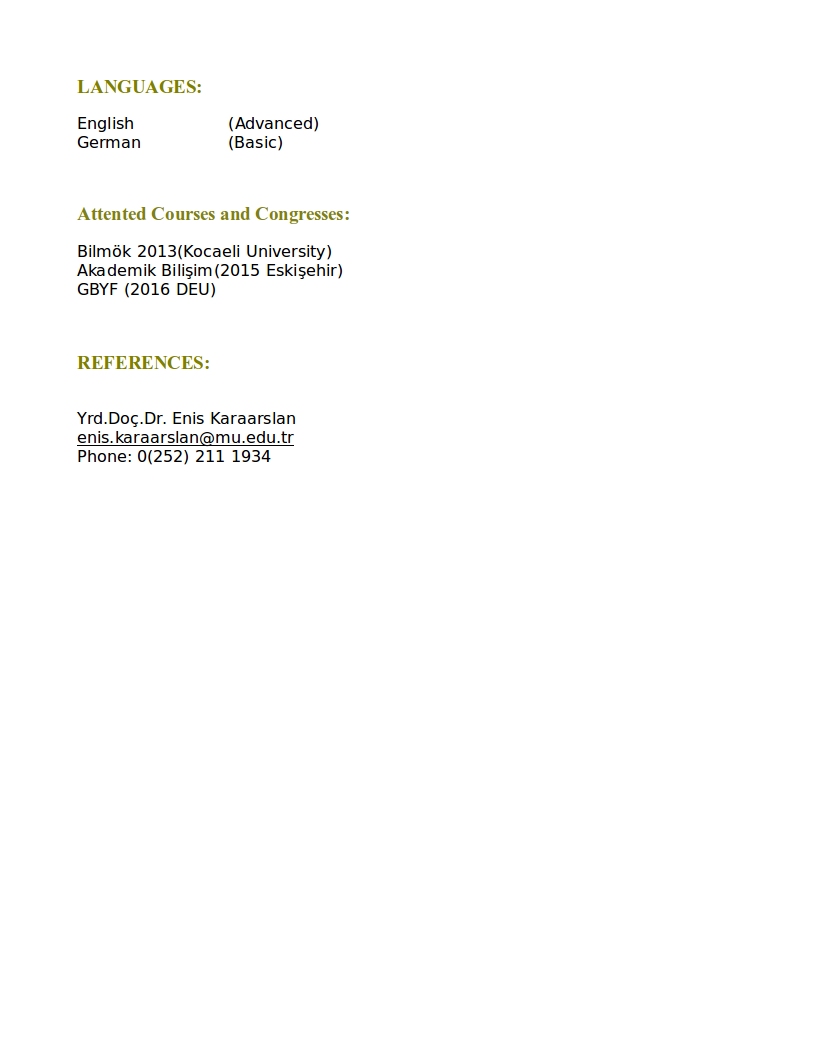 LANGUAGES:
English (Advanced)
German (Basic)
Attented Courses and Congresses:
Bilmök 2013(Kocaeli University)
Akademik Bilişim(2015 Eskişehir)
GBYF (2016 DEU)
REFERENCES:
Yrd.Doç.Dr. Enis Karaarslan
enis.karaarslan@mu.edu.tr
Phone: 0(252) 211 1934